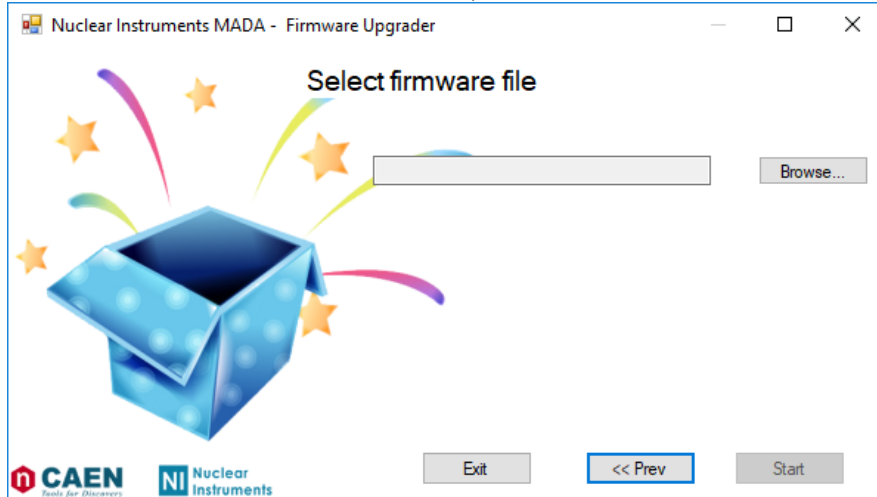 Nuclear Instruments MADA -  Firmware Upgrader
Select firmware file
Browse...
Exit
<< Prev
Start
n CAEN
Tools for Discovery
NI Nuclear
Instruments